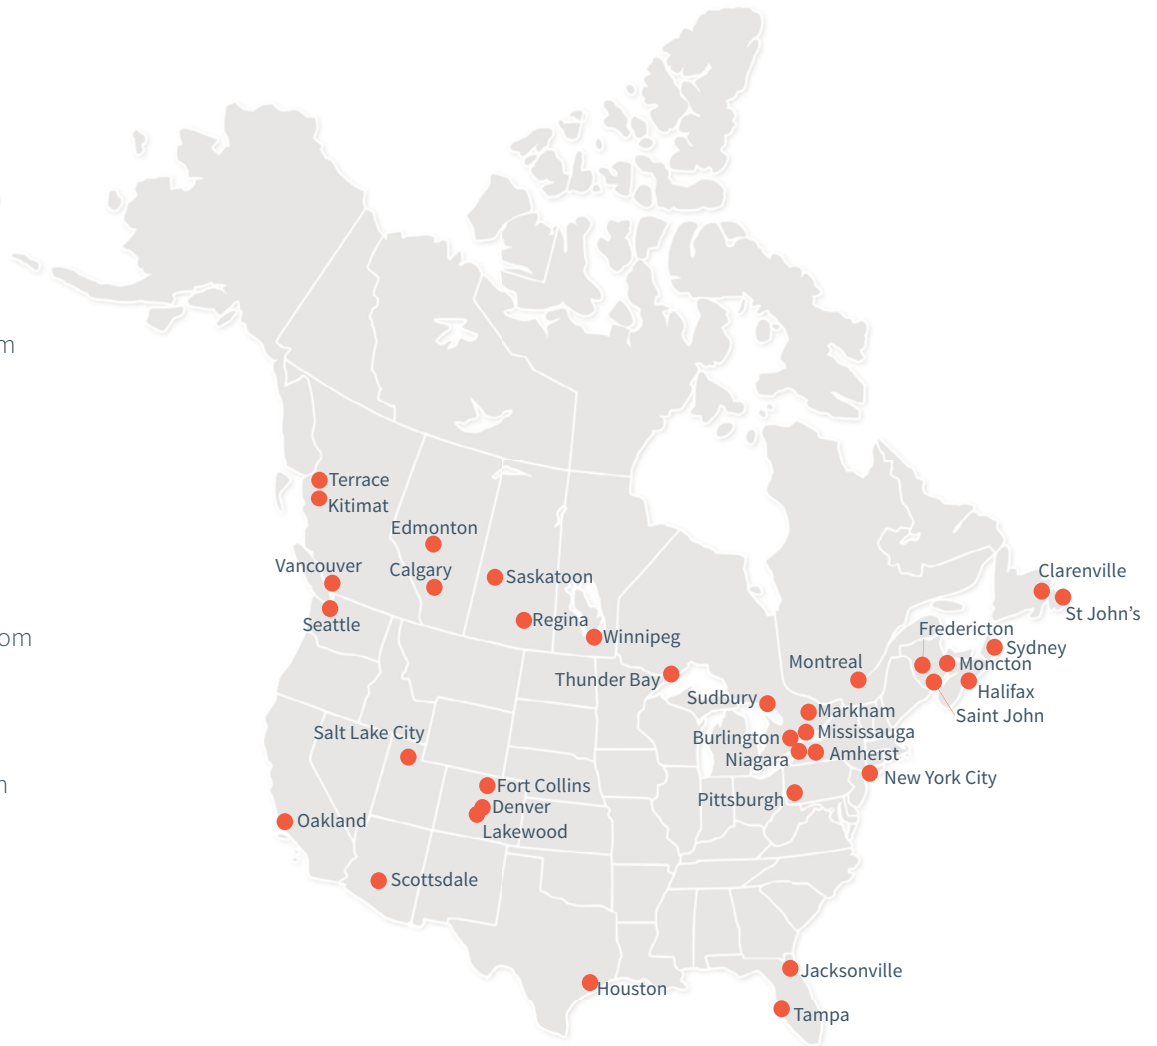 m
Terrace
Kitimat
Edmonton
Vancouver
Calgary
Saskatoon
Clarenville
Seattle
Regina
St John’s
Fredericton
om
Winnipeg
Sydney
Montreal
Moncton
Thunder Bay
Halifax
Sudbury
Markham
Saint John
Salt Lake City
Burlington
Mississauga
Niagara
Amherst
New York City
m
Fort Collins
Pittsburgh
Denver
Oakland
Lakewood
Scottsdale
Jacksonville
Houston
Tampa